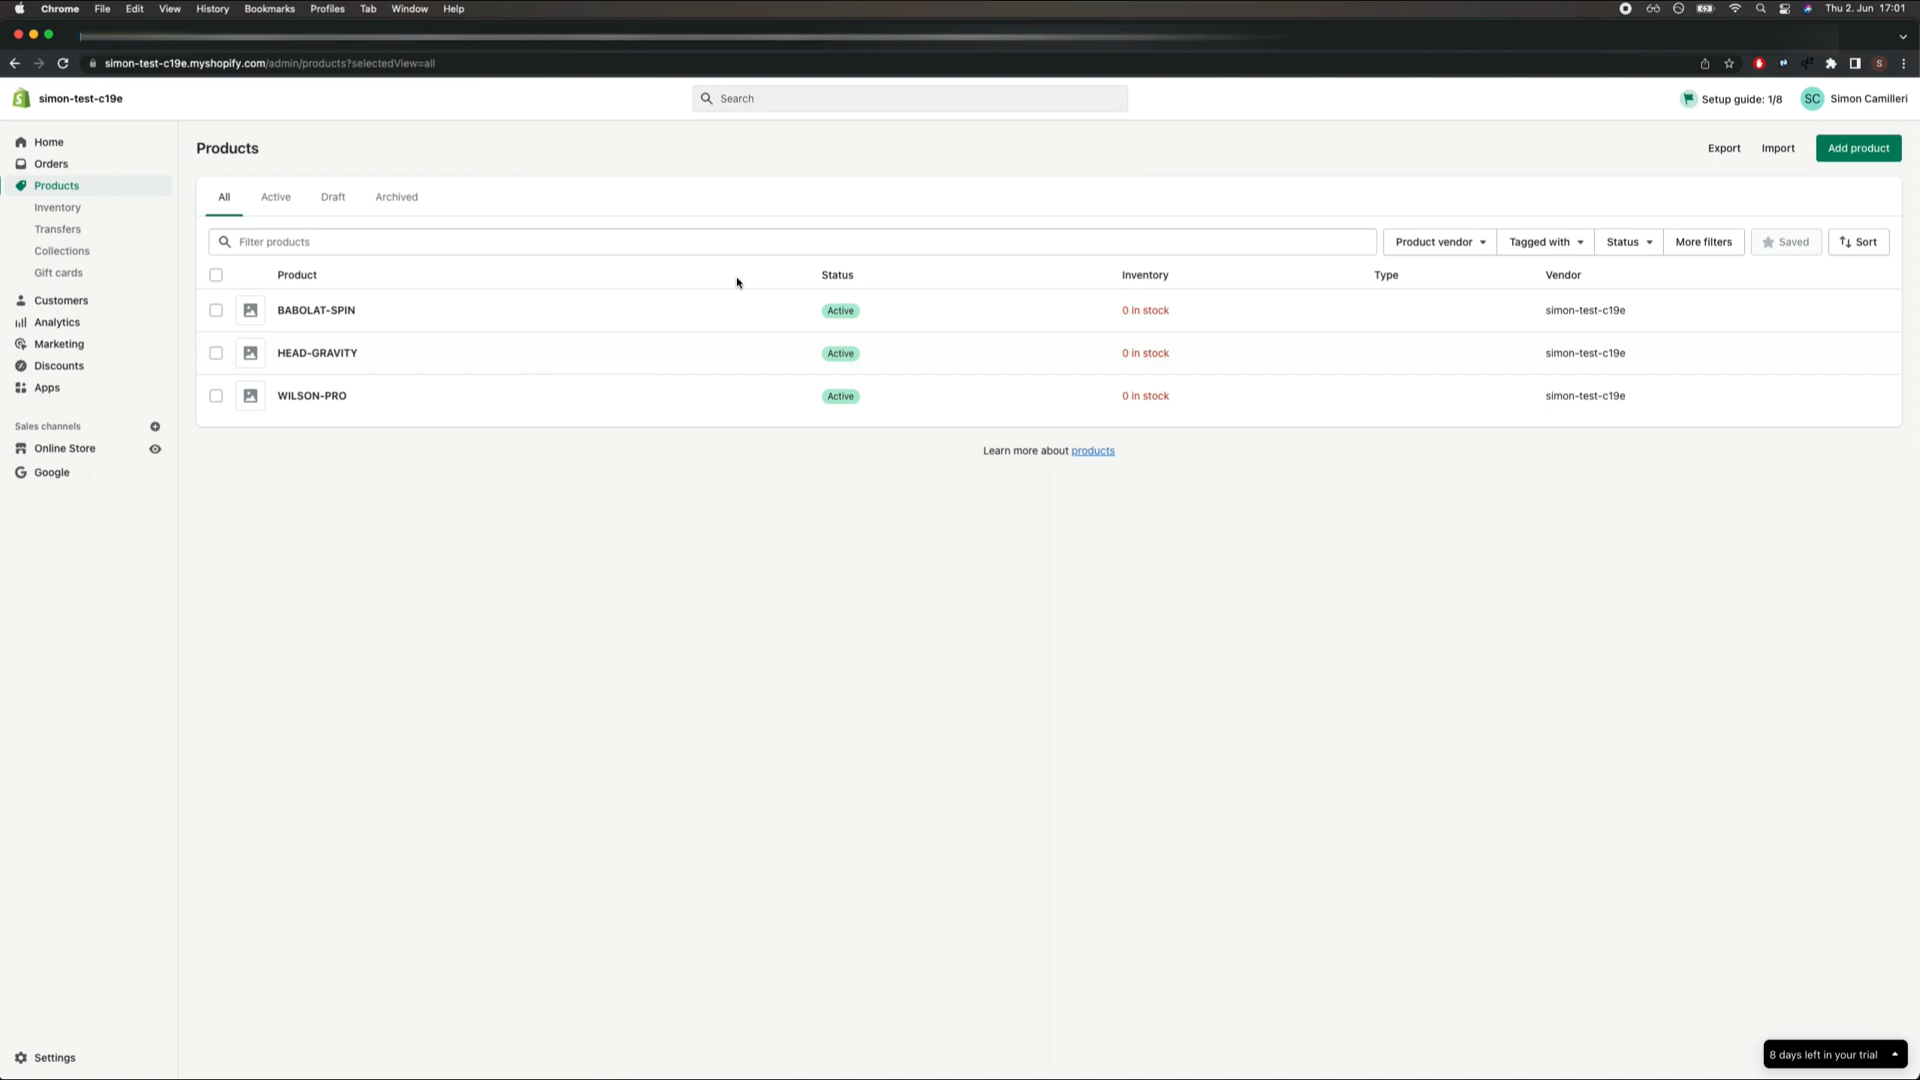 Chrome File Edit View History Bookmarks Profiles Tab Window Help Thu 2. Jun 17:01
simon-test-c19e.myshopify.com/admin/products?selectedView=all S
simon-test-c19e Search Setup guide: 1/8 SC Simon Camilleri
Home
Orders
Products
Inventory
Transfers
Collections
Gift cards
Customers
Analytics
Marketing
Discounts
Apps
Sales channels
Online Store
Google
Settings
Products Export Import Add product
All Active Draft Archived
Filter products Product vendor Tagged with Status More filters Saved Sort
Product Status Inventory Type Vendor
BABOLAT-SPIN Active 0 in stock simon-test-c19e
HEAD-GRAVITY Active 0 in stock simon-test-c19e
WILSON-PRO Active 0 in stock simon-test-c19e
Learn more about products
8 days left in your trial